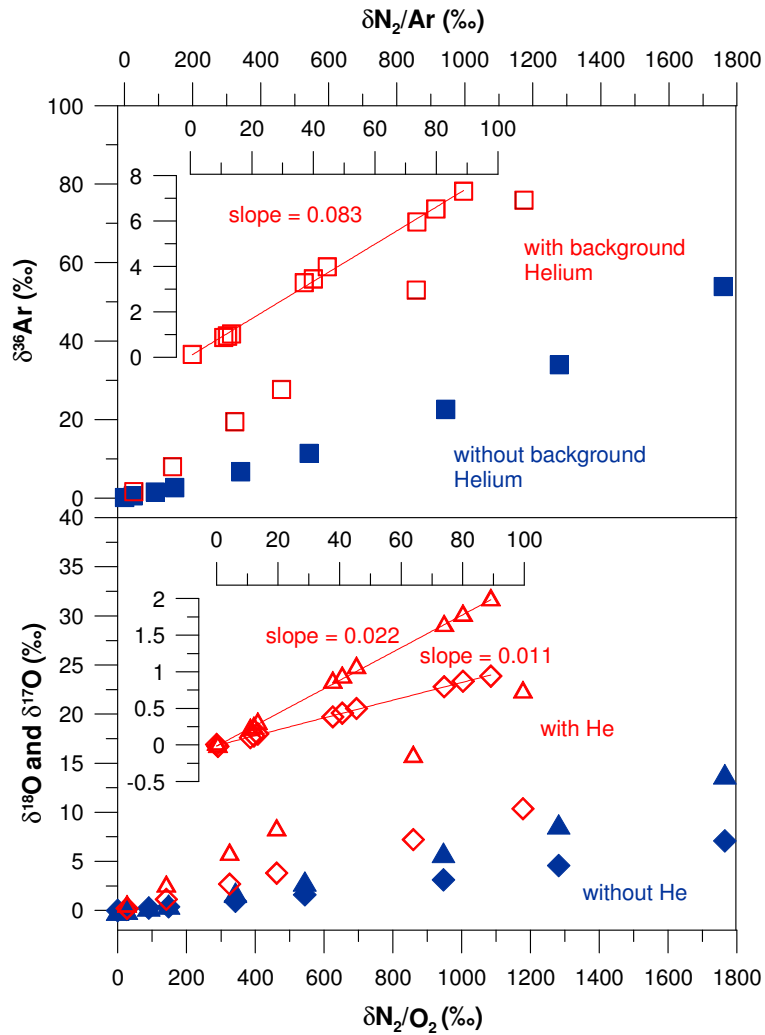 δN₂/Ar (‰)
0 200 400 600 800 1000 1200 1400 1600 1800
100
80
60
40
20
0
δ³⁶Ar (‰)
0 20 40 60 80 100
8
6
4
2
0
slope = 0.083
with background
Helium
without background
Helium
40
35
30
25
20
15
10
5
0
δ¹⁸O and δ¹⁷O (‰)
0 20 40 60 80 100
2
1.5
1
0.5
0
-0.5
slope = 0.022
slope = 0.011
with He
without He
0 200 400 600 800 1000 1200 1400 1600 1800
δN₂/O₂ (‰)